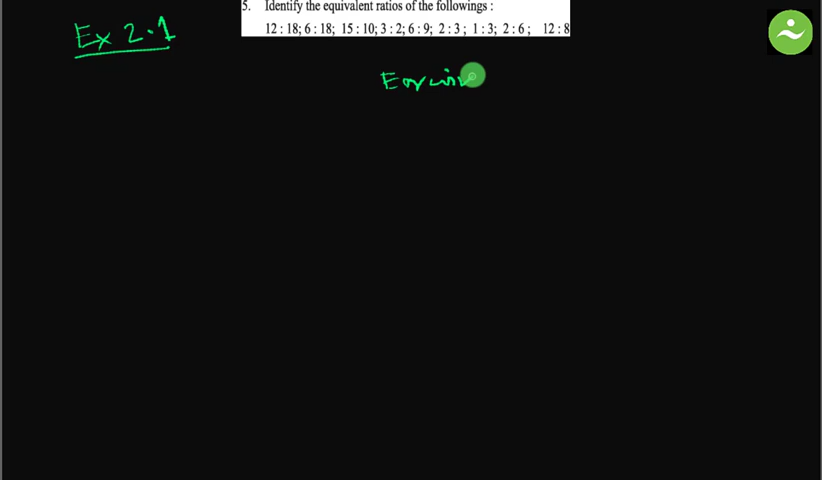 5. Identify the equivalent ratios of the followings :
12 : 18; 6 : 18; 15 : 10; 3 : 2; 6 : 9; 2 : 3 ; 1 : 3; 2 : 6 ; 12 : 8
Ex 2.1